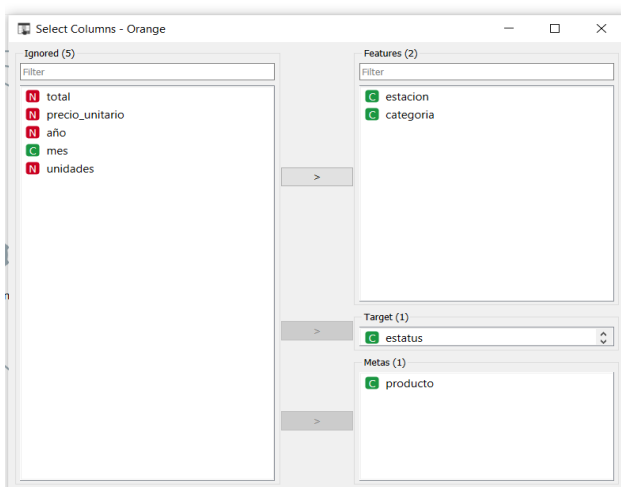 Select Columns - Orange
Ignored (5)
Filter
N total
N precio_unitario
N año
C mes
N unidades
>
Features (2)
Filter
C estacion
C categoria
>
Target (1)
C estatus
>
Metas (1)
C producto